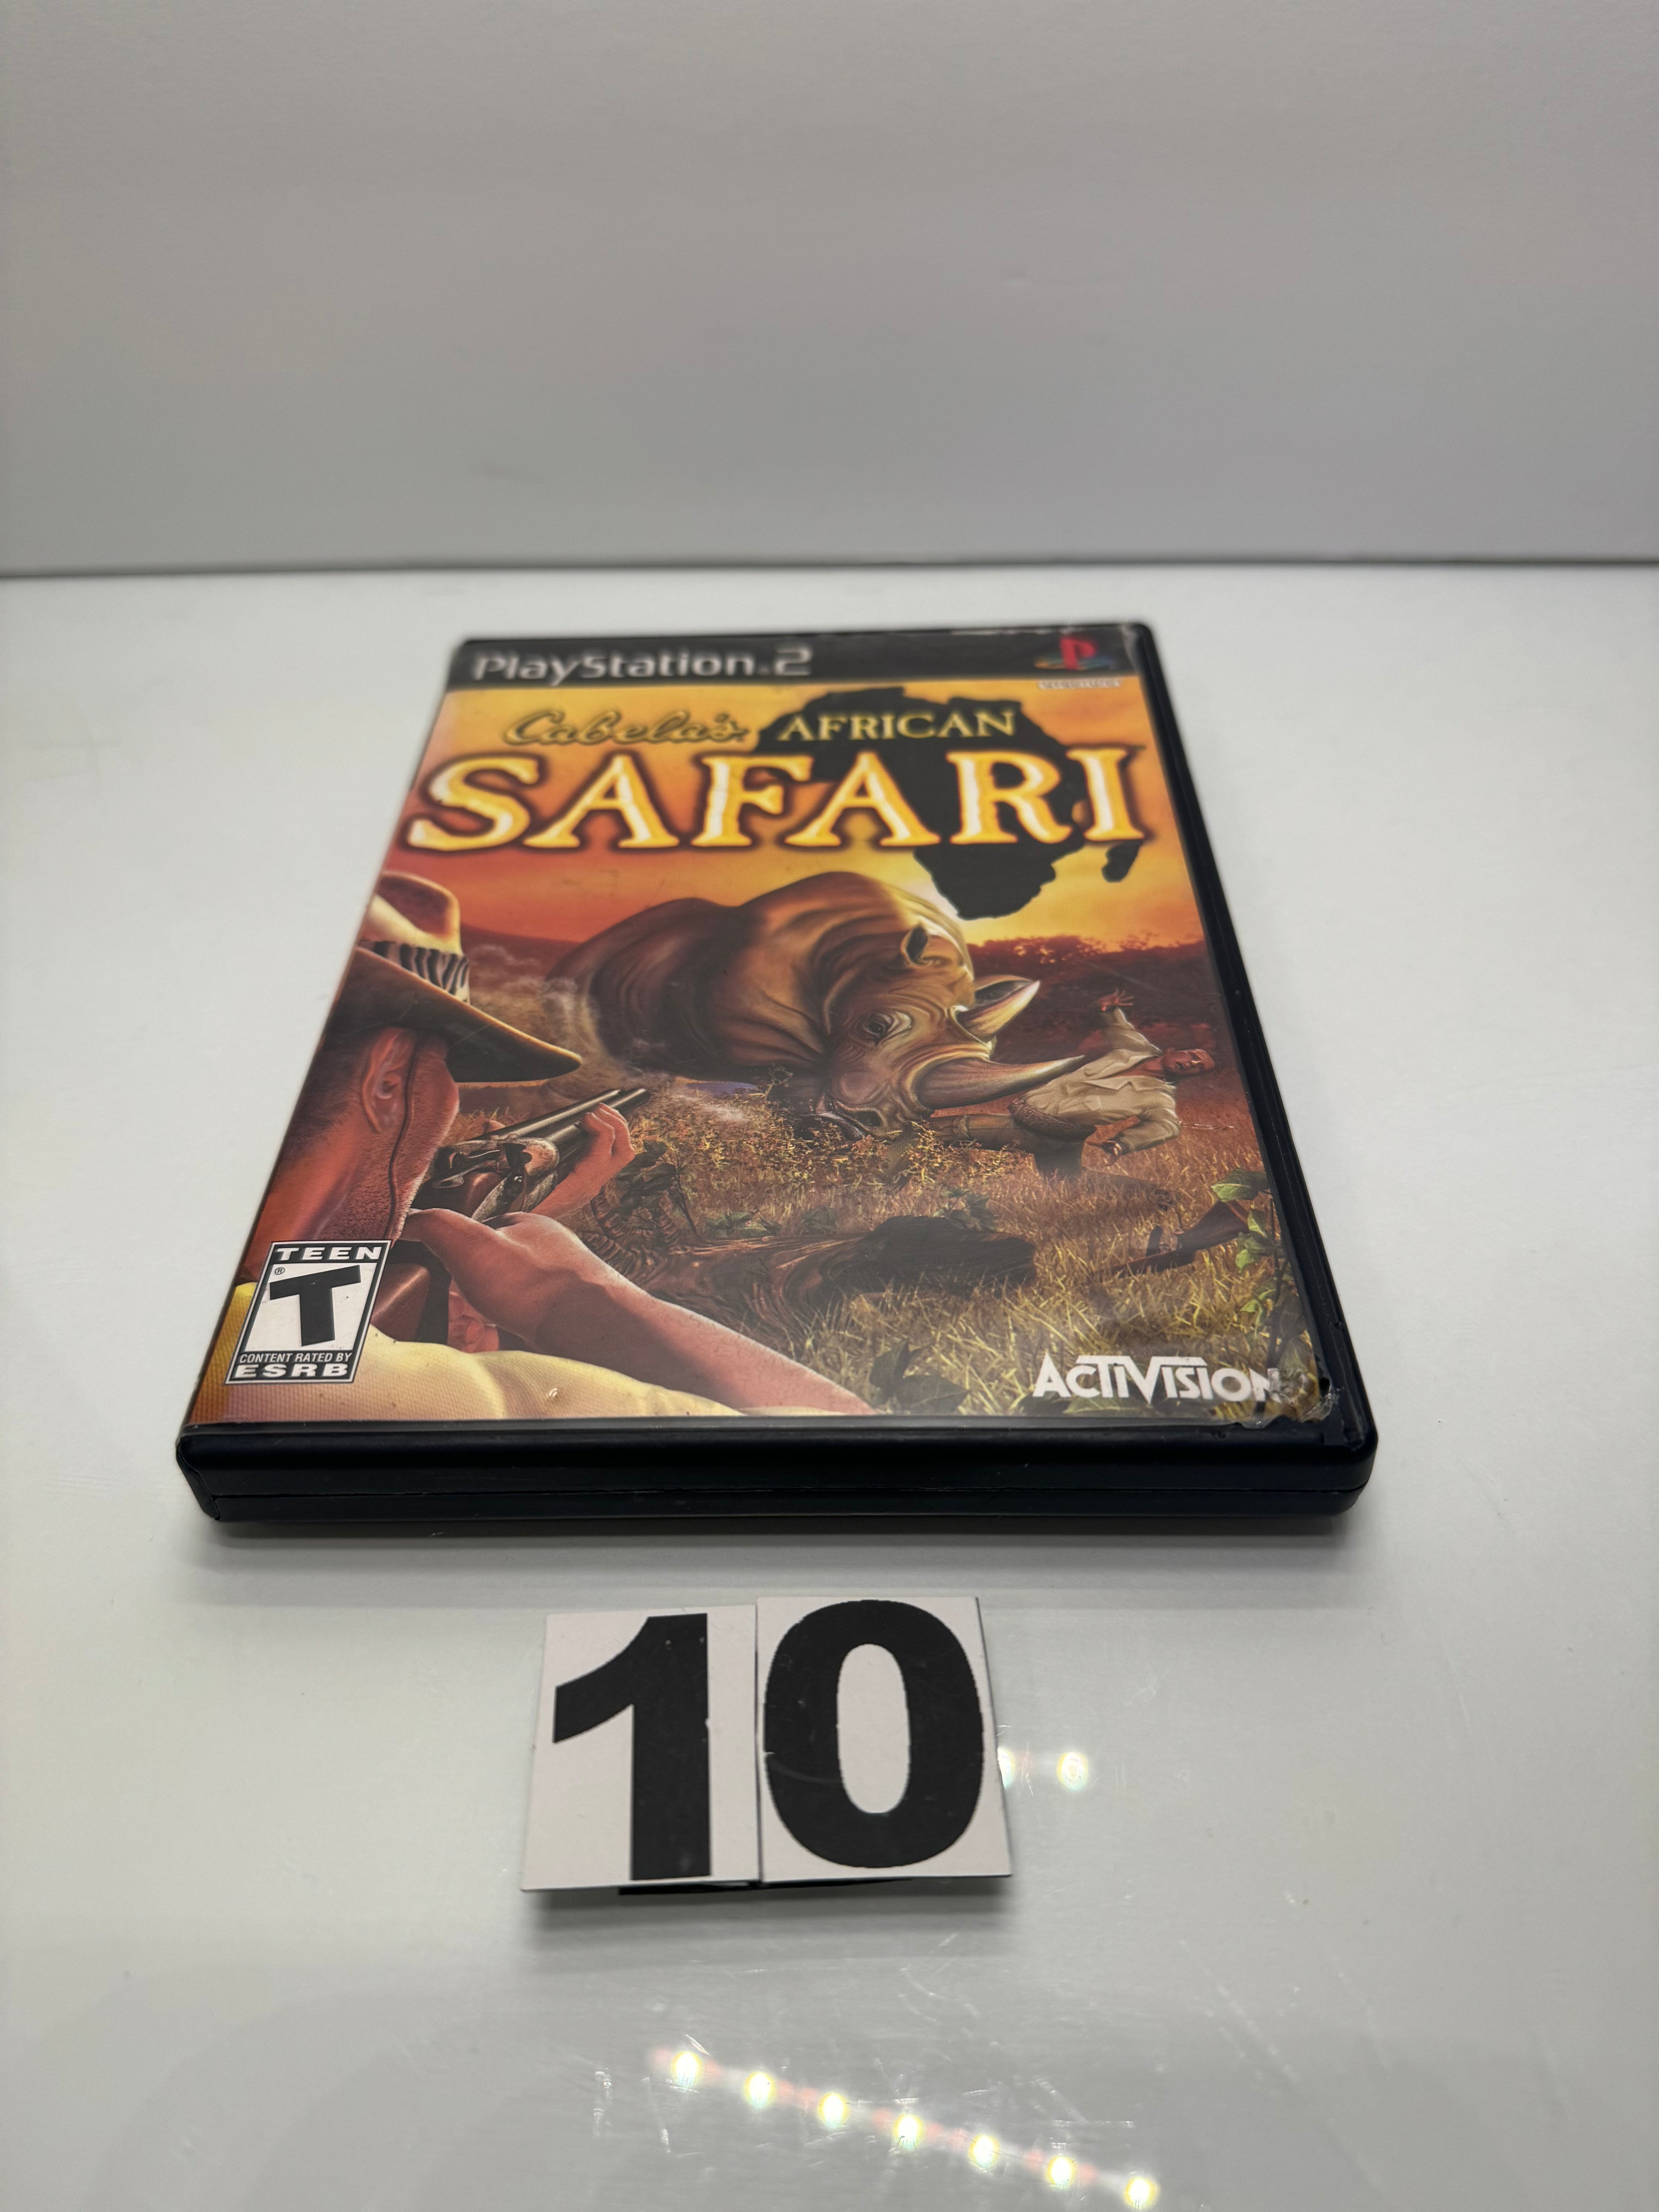 PlayStation.2
Cabela's AFRICAN
SAFARI
TEEN
T
®
CONTENT RATED BY
ESRB
ACTIVISION
10